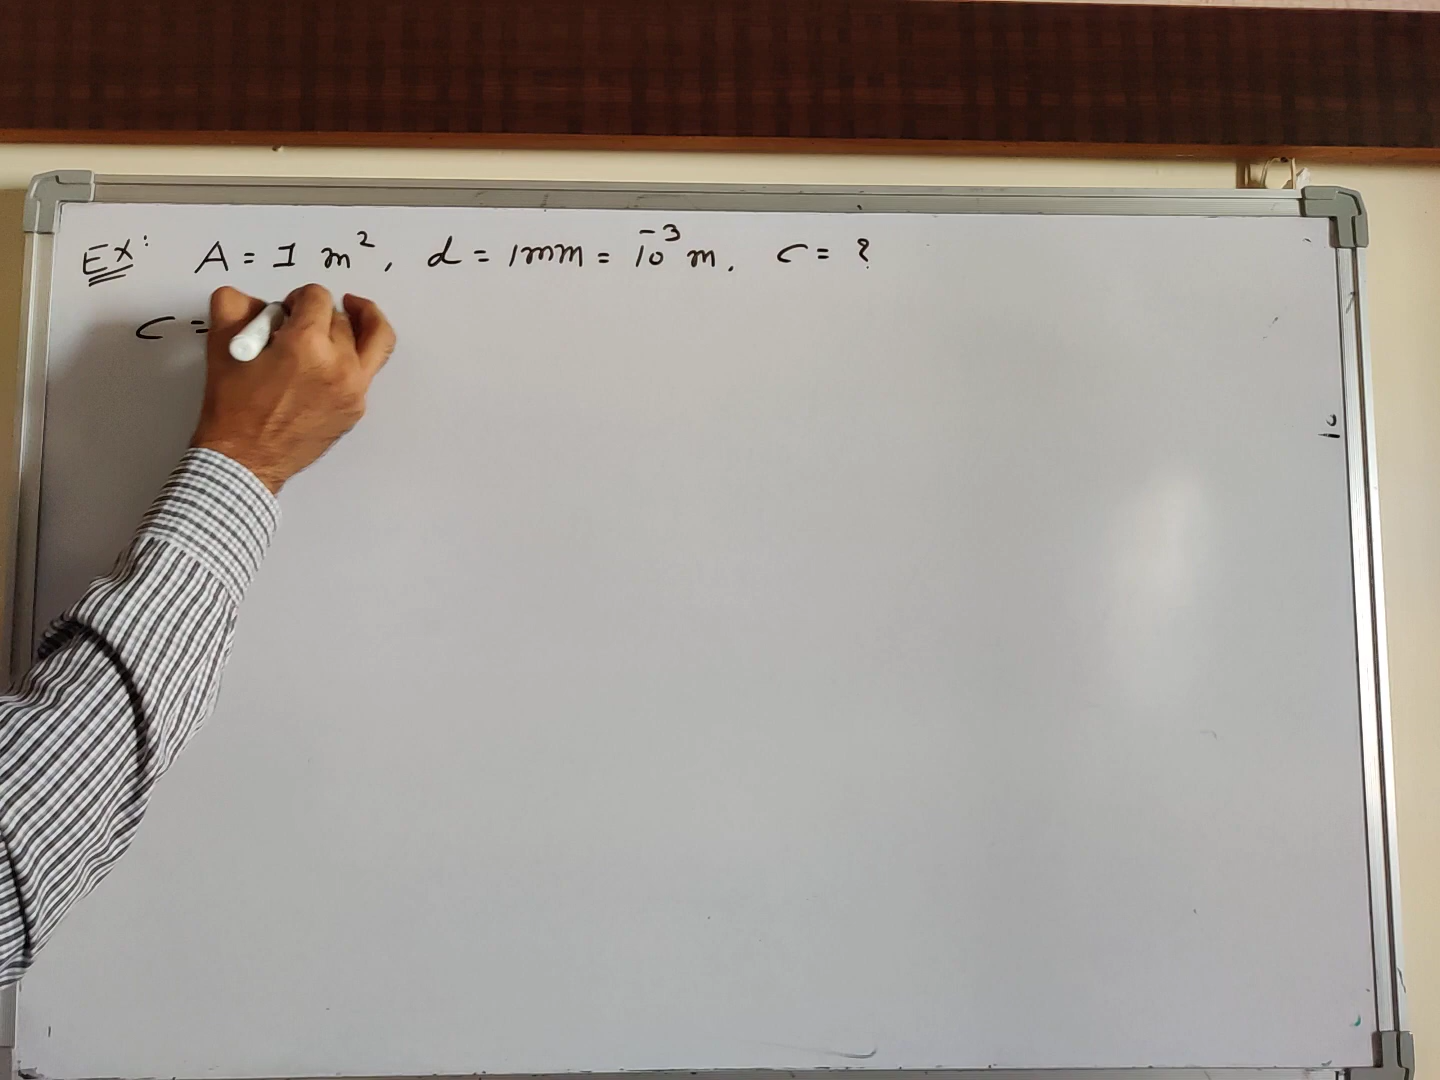 Ex: A = 1 m², d = 1mm = 10⁻³ m. C = ?
C =